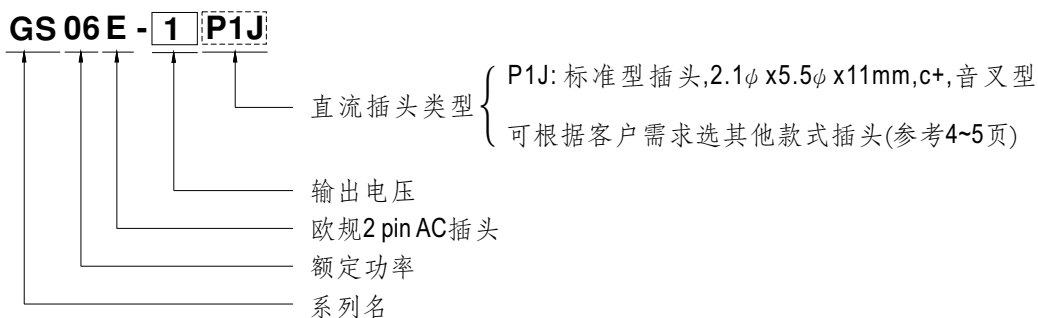 GS 06 E - 1 P1J
P1J: 标准型插头,2.1φ x5.5φ x11mm,c+,音叉型
直流插头类型
可根据客户需求选其他款式插头(参考4~5页)
输出电压
欧规2 pin AC插头
额定功率
系列名